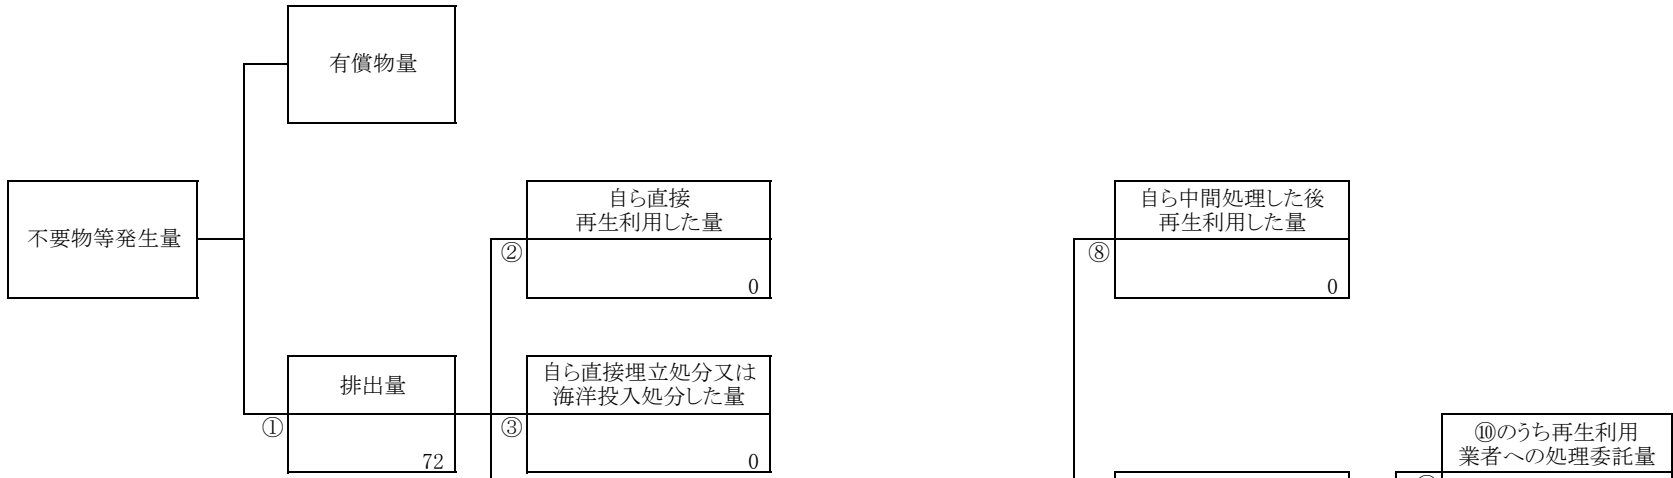 有償物量
不要物等発生量
自ら直接
再生利用した量
②
0
自ら中間処理した後
再生利用した量
⑧
0
排出量
①
72
自ら直接埋立処分又は
海洋投入処分した量
③
0
⑩のうち再生利用
業者への処理委託量